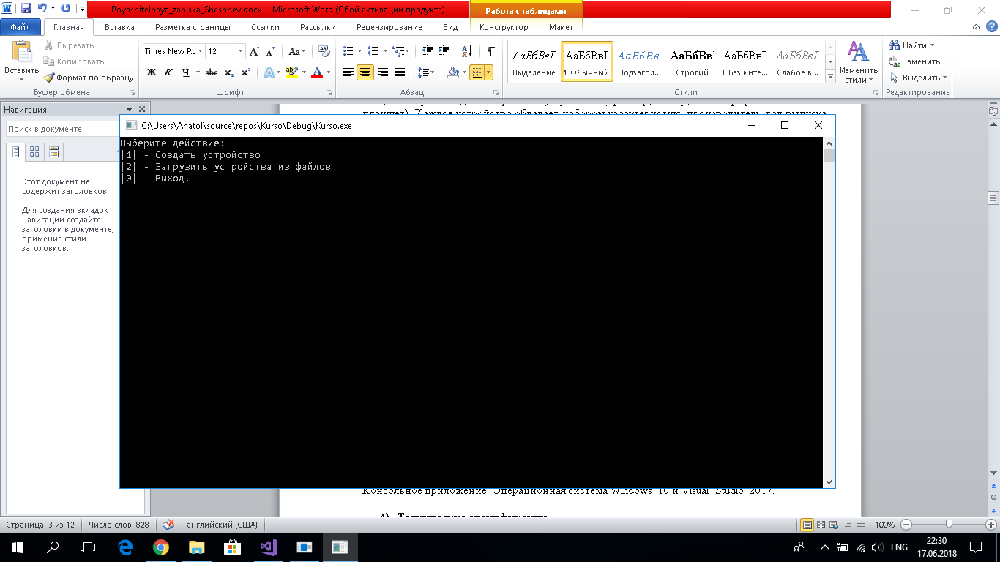 Poyasnitelnaya_zapiska_Sheshnev.docx - Microsoft Word (Сбой активации продукта)
Работа с таблицами
Файл Главная Вставка Разметка страницы Ссылки Рассылки Рецензирование Вид Конструктор Макет
Вставить
Вырезать
Копировать
Формат по образцу
Буфер обмена
Times New Ro 12
Ж К Ч abc x₂ x²
Шрифт
Абзац
АаБбВвІ АаБбВвІ АаБбВв АаБбВв АаБбВвІ АаБбВвІ
Выделение ¶ Обычный Подзагол... Строгий ¶ Без инте... Слабое в...
Стили
Изменить стили
Найти
Заменить
Выделить
Редактирование
Навигация
Поиск в документе
Этот документ не
содержит заголовков.
Для создания вкладок
навигации создайте
заголовки в документе,
применив стили
заголовков.
планшет). Каждое устройство обладает набором характеристик: производитель, год выпуска,
C:\Users\Anatol\source\repos\Kurso\Debug\Kurso.exe
Выберите действие:
|1| - Создать устройство
|2| - Загрузить устройства из файлов
|0| - Выход.
Консольное приложение. Операционная система Windows 10 и Visual Studio 2017.
4)
Страница: 3 из 12 Число слов: 828 английский (США) 100%
ENG
22:30
17.06.2018